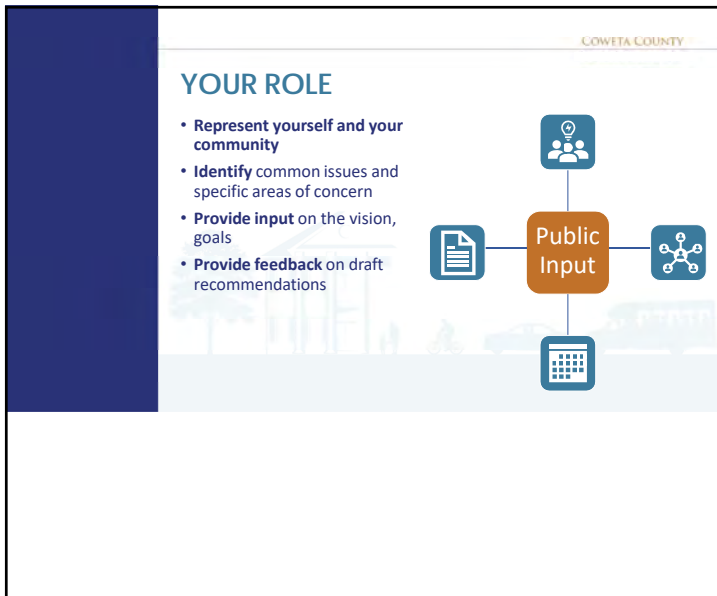 COWETA COUNTY
YOUR ROLE
• Represent yourself and your
community
• Identify common issues and
specific areas of concern
• Provide input on the vision,
goals
• Provide feedback on draft
recommendations
Public
Input